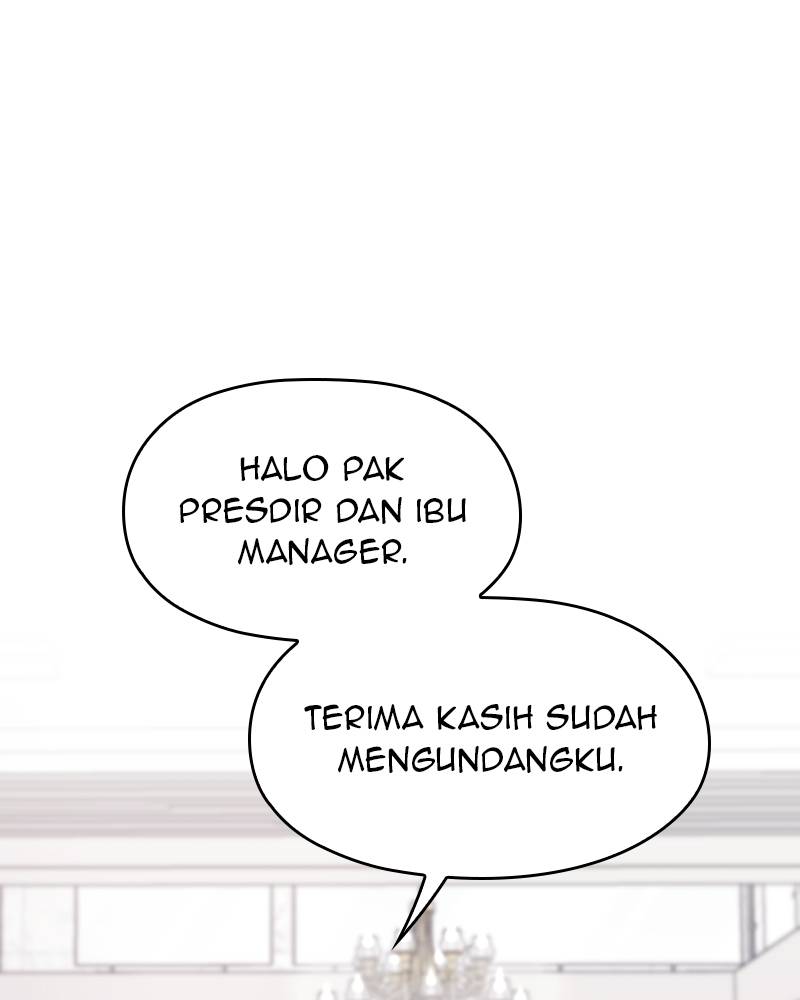 HALO PAK
PRESDIR DAN IBU
MANAGER.
TERIMA KASIH SUDAH
MENGUNDANGKU.